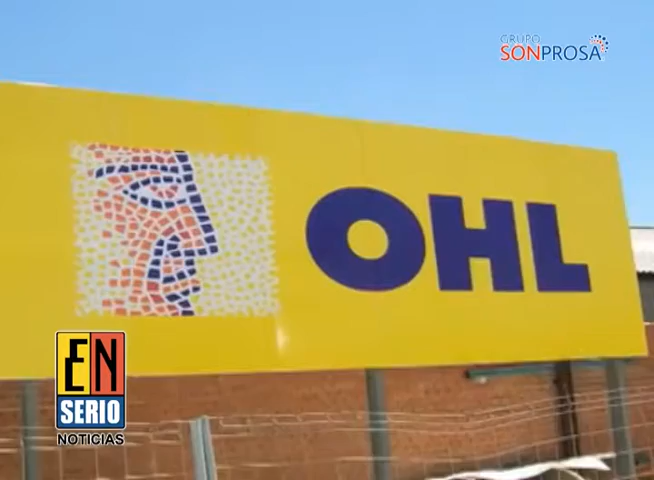 GRUPO
SONPROSA
OHL
EN
SERIO
NOTICIAS